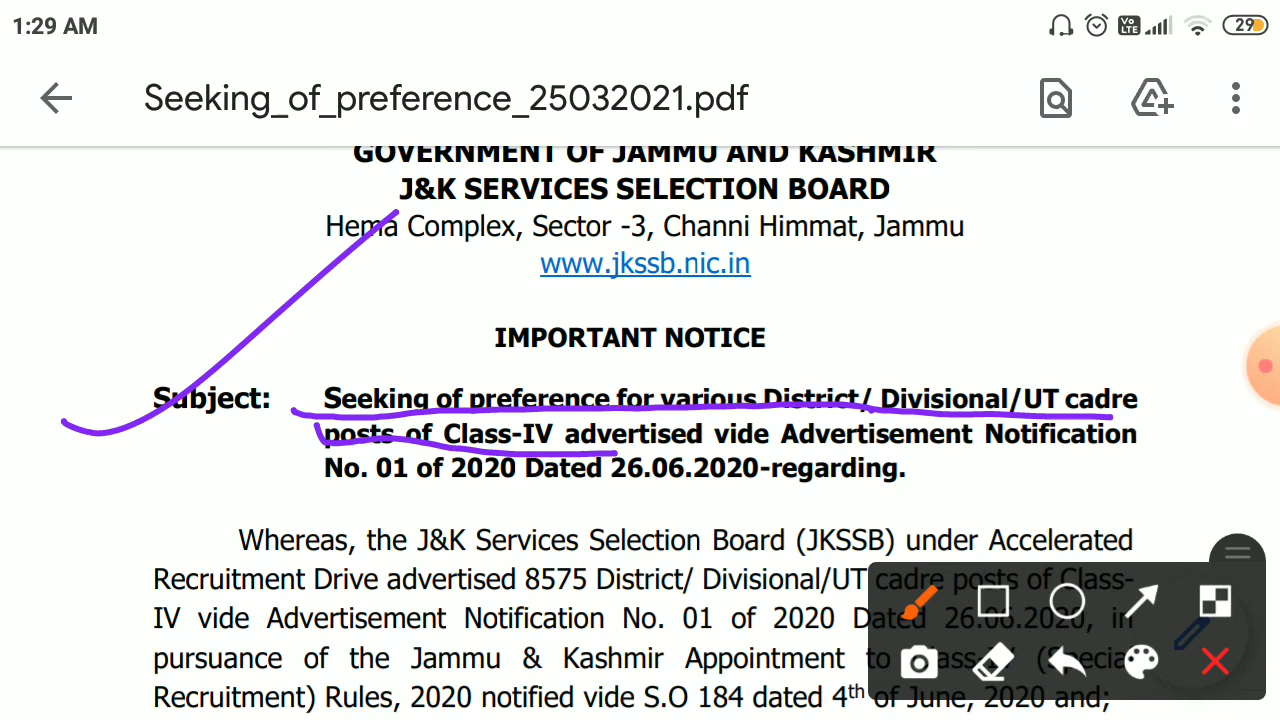 1:29 AM
Vo LTE
29
Seeking_of_preference_25032021.pdf
GOVERNMENT OF JAMMU AND KASHMIR
J&K SERVICES SELECTION BOARD
Hema Complex, Sector -3, Channi Himmat, Jammu
www.jkssb.nic.in
IMPORTANT NOTICE
Subject: Seeking of preference for various District/ Divisional/UT cadre
posts of Class-IV advertised vide Advertisement Notification
No. 01 of 2020 Dated 26.06.2020-regarding.
Whereas, the J&K Services Selection Board (JKSSB) under Accelerated
Recruitment Drive advertised 8575 District/ Divisional/UT cadre posts of Class-
IV vide Advertisement Notification No. 01 of 2020 Dated 26.06.2020, in
pursuance of the Jammu & Kashmir Appointment to Class-IV (Special
Recruitment) Rules, 2020 notified vide S.O 184 dated 4th of June, 2020 and;